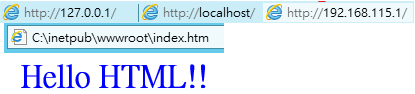 http://127.0.0.1/ http://localhost/ http://192.168.115.1/
C:\inetpub\wwwroot\index.htm
Hello HTML!!